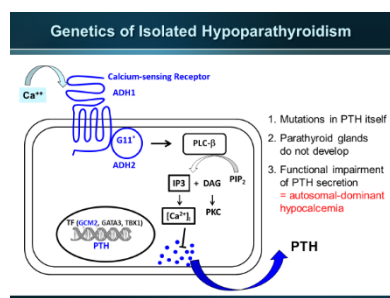 Genetics of Isolated Hypoparathyroidism
Calcium-sensing Receptor
ADH1
Ca++
G11*
ADH2
PLC-β
PIP2
IP3 + DAG
[Ca2+]i
PKC
TF (GCM2, GATA3, TBX1)
PTH
1. Mutations in PTH itself
2. Parathyroid glands
do not develop
3. Functional impairment
of PTH secretion
= autosomal-dominant
hypocalcemia
PTH